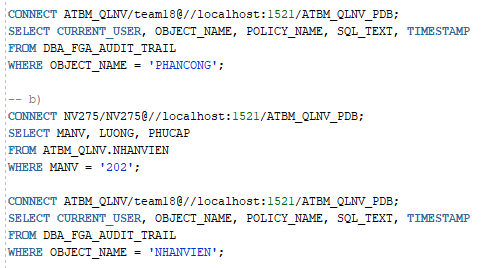 CONNECT ATBM_QLNV/team18@//localhost:1521/ATBM_QLNV_PDB;
SELECT CURRENT_USER, OBJECT_NAME, POLICY_NAME, SQL_TEXT, TIMESTAMP
FROM DBA_FGA_AUDIT_TRAIL
WHERE OBJECT_NAME = 'PHANCONG';
-- b)
CONNECT NV275/NV275@//localhost:1521/ATBM_QLNV_PDB;
SELECT MANV, LUONG, PHUCAP
FROM ATBM_QLNV.NHANVIEN
WHERE MANV = '202';
CONNECT ATBM_QLNV/team18@//localhost:1521/ATBM_QLNV_PDB;
SELECT CURRENT_USER, OBJECT_NAME, POLICY_NAME, SQL_TEXT, TIMESTAMP
FROM DBA_FGA_AUDIT_TRAIL
WHERE OBJECT_NAME = 'NHANVIEN';